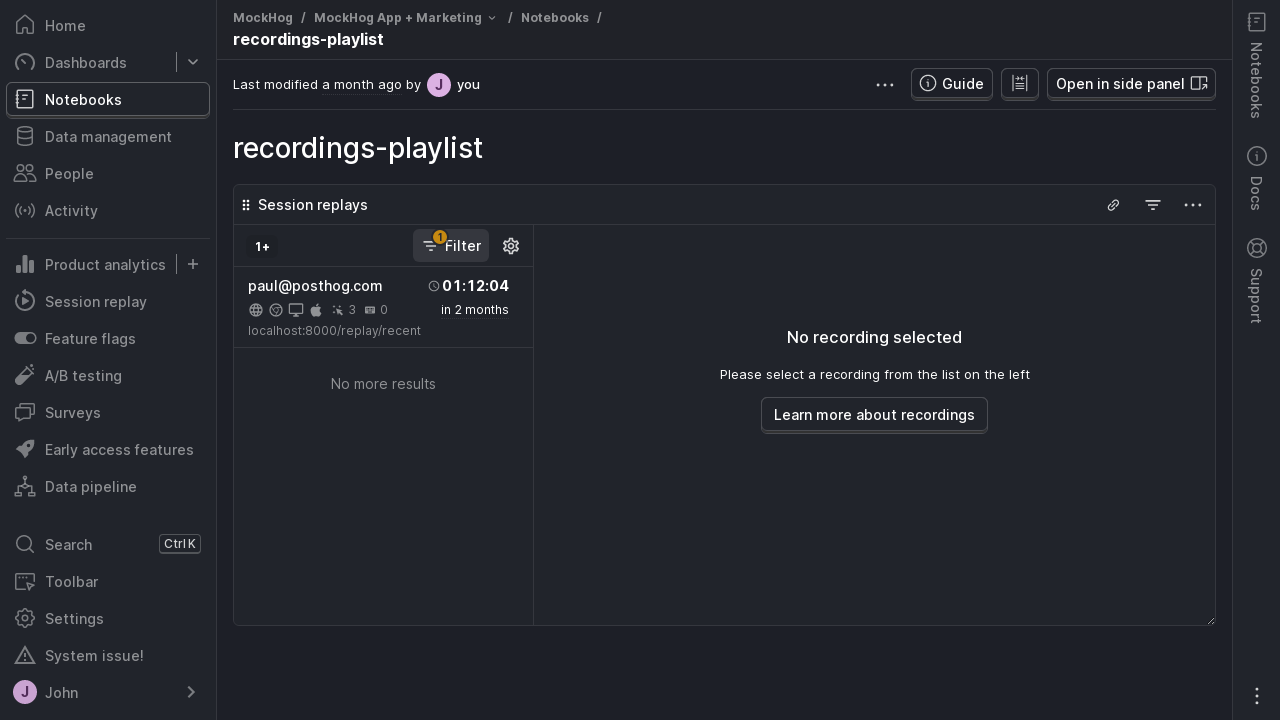 Home
Dashboards
Notebooks
Data management
People
Activity
Product analytics
Session replay
Feature flags
A/B testing
Surveys
Early access features
Data pipeline
Search Ctrl K
Toolbar
Settings
System issue!
J John
MockHog / MockHog App + Marketing / Notebooks /
recordings-playlist
Last modified a month ago by J you
Guide
Open in side panel
recordings-playlist
Session replays
1+
1 Filter
paul@posthog.com 01:12:04
3 0 in 2 months
localhost:8000/replay/recent
No more results
No recording selected
Please select a recording from the list on the left
Learn more about recordings
Notebooks
Docs
Support